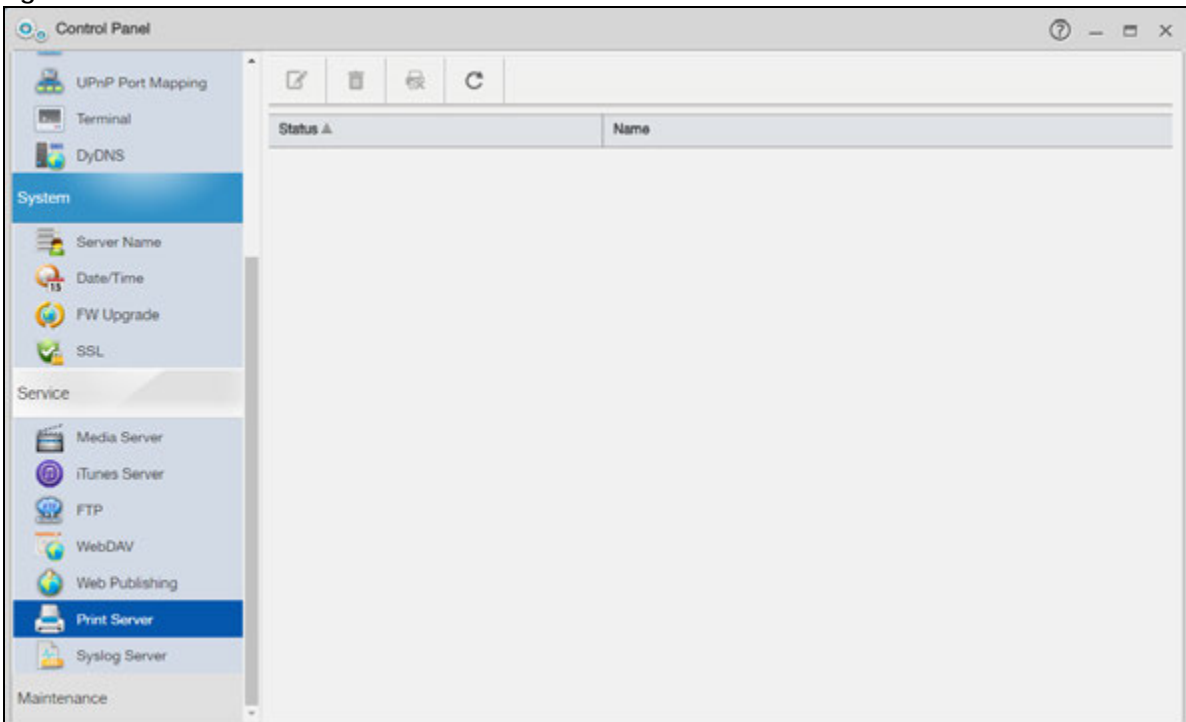 Control Panel
UPnP Port Mapping
Terminal
DyDNS
System
Server Name
Date/Time
FW Upgrade
SSL
Service
Media Server
iTunes Server
FTP
WebDAV
Web Publishing
Print Server
Syslog Server
Maintenance
Status
Name